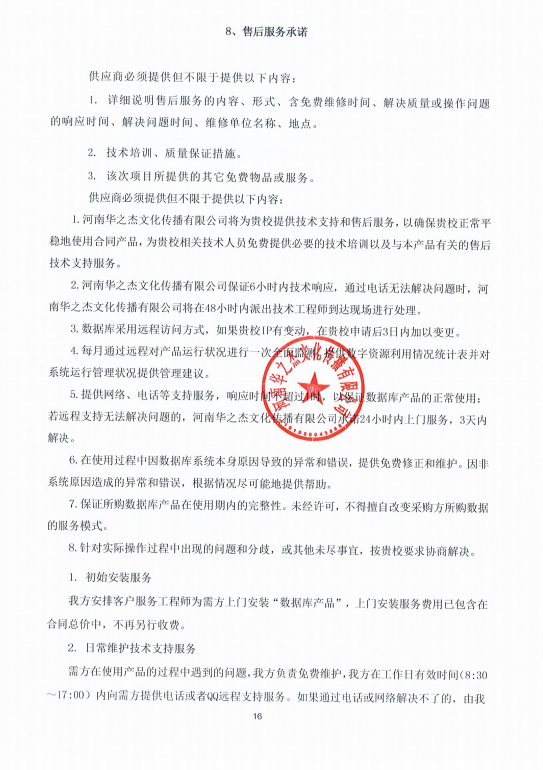 8、售后服务承诺
供应商必须提供但不限于提供以下内容：
1. 详细说明售后服务的内容、形式、含免费维修时间、解决质量或操作问题
的响应时间、解决问题时间、维修单位名称、地点。
2. 技术培训、质量保证措施。
3. 该次项目所提供的其它免费物品或服务。
供应商必须提供但不限于提供以下内容：
1.河南华之杰文化传播有限公司将为贵校提供技术支持和售后服务，以确保贵校正常平
稳地使用合同产品，为贵校相关技术人员免费提供必要的技术培训以及与本产品有关的售后
技术支持服务。
2.河南华之杰文化传播有限公司保证6小时内技术响应，通过电话无法解决问题时，河
南华之杰文化传播有限公司将在48小时内派出技术工程师到达现场进行处理。
3.数据库采用远程访问方式，如果贵校IP有变动，在贵校申请后3日内加以变更。
4.每月通过远程对产品运行状况进行一次全面监测，提供数字资源利用情况统计表并对
系统运行管理状况提供管理建议。
5.提供网络、电话等支持服务，响应时间不超过1时，以保证数据库产品的正常使用；
若远程支持无法解决问题的，河南华之杰文化传播有限公司承诺24小时内上门服务，3天内
解决。
6.在使用过程中因数据库系统本身原因导致的异常和错误，提供免费修正和维护。因非
系统原因造成的异常和错误，根据情况尽可能地提供帮助。
7.保证所购数据库产品在使用期内的完整性。未经许可，不得擅自改变采购方所购数据
的服务模式。
8.针对实际操作过程中出现的问题和分歧，或其他未尽事宜，按贵校要求协商解决。
1. 初始安装服务
我方安排客户服务工程师为需方上门安装“数据库产品”，上门安装服务费用已包含在
合同总价中，不再另行收费。
2. 日常维护技术支持服务
需方在使用产品的过程中遇到的问题，我方负责免费维护，我方在工作日有效时间（8:30
～17:00）内向需方提供电话或者QQ远程支持服务。如果通过电话或网络解决不了的，由我
16
河南华之杰文化传播有限公司